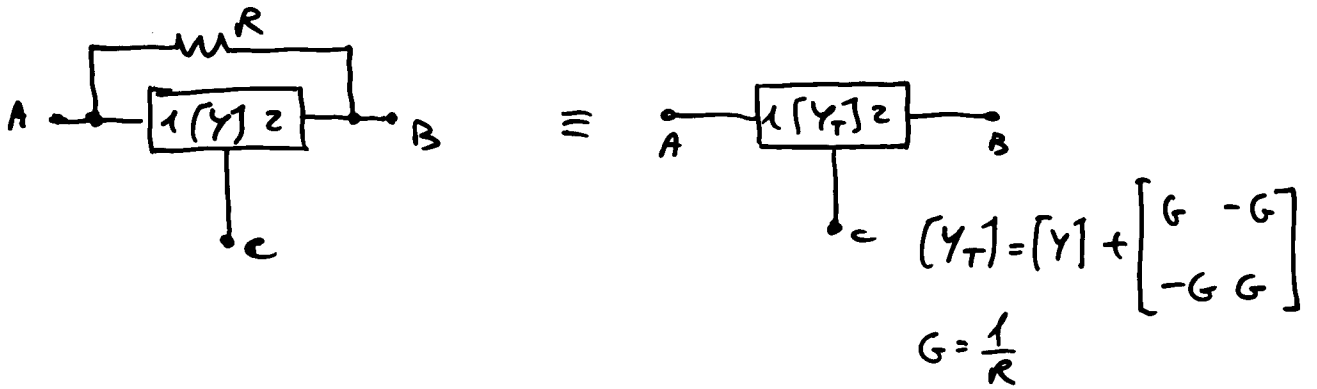 R
A 1 [Y] 2 B
C
≡
A 1 [Y_T] 2 B
C
[Y_T] = [Y] + [ G -G
-G G ]
G = 1/R